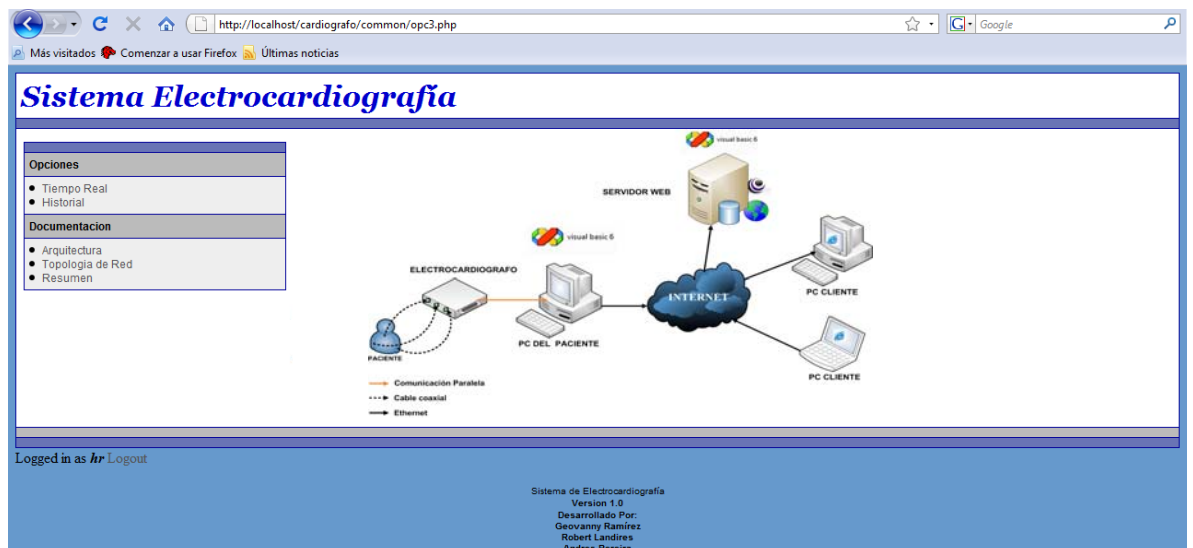 http://localhost/cardiografo/common/opc3.php
Google
Más visitados
Comenzar a usar Firefox
Últimas noticias
Sistema Electrocardiografía
Opciones
Tiempo Real
Historial
Documentacion
Arquitectura
Topologia de Red
Resumen
visual basic 6
SERVIDOR WEB
visual basic 6
ELECTROCARDIOGRAFO
PC CLIENTE
INTERNET
PC DEL PACIENTE
PACIENTE
PC CLIENTE
Comunicación Paralela
Cable coaxial
Ethernet
Logged in as hr Logout
Sistema de Electrocardiografía
Version 1.0
Desarrollado Por:
Geovanny Ramírez
Robert Landires